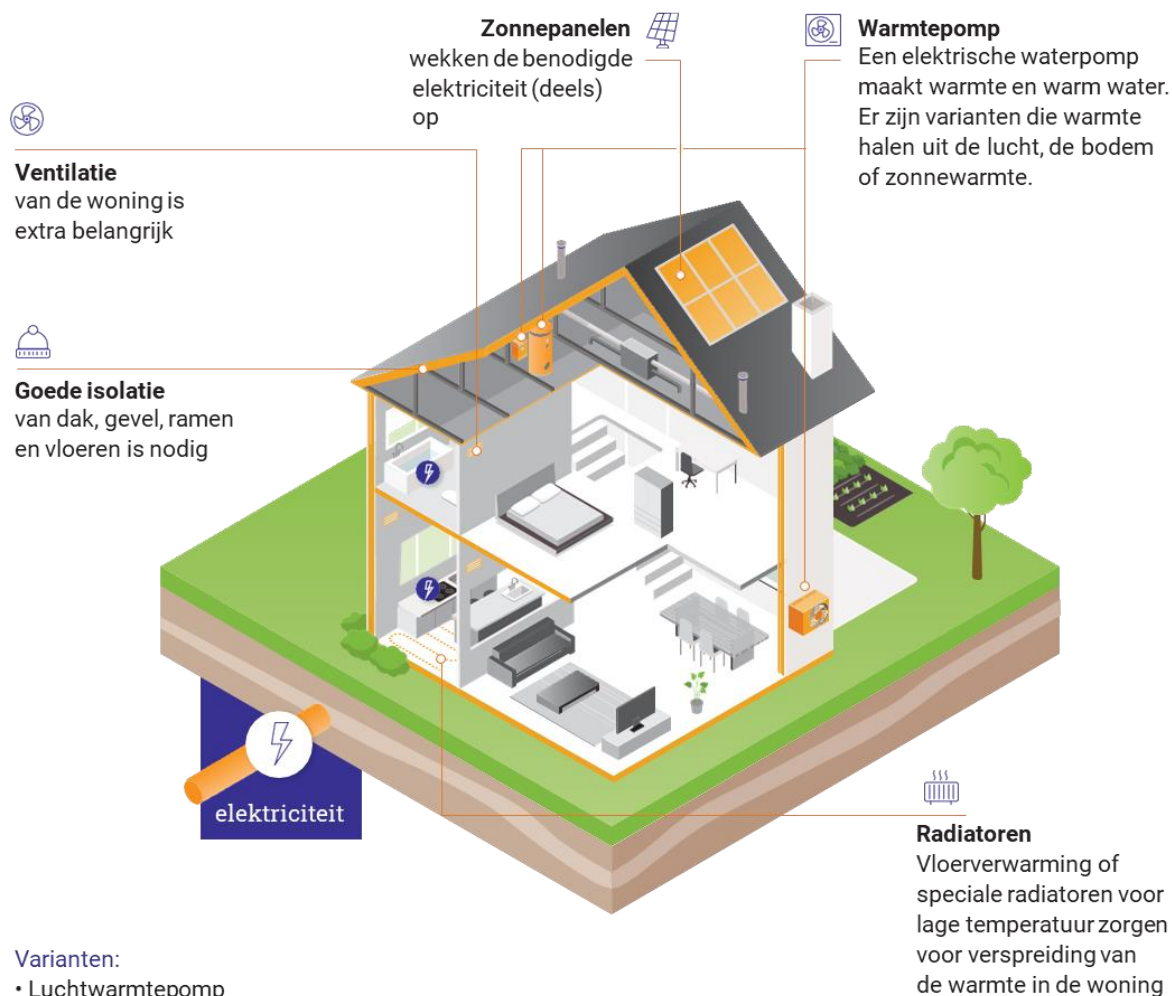 Zonnepanelen
wekken de benodigde
elektriciteit (deels)
op
Warmtepomp
Een elektrische waterpomp
maakt warmte en warm water.
Er zijn varianten die warmte
halen uit de lucht, de bodem
of zonnewarmte.
Ventilatie
van de woning is
extra belangrijk
Goede isolatie
van dak, gevel, ramen
en vloeren is nodig
elektriciteit
Radiatoren
Vloerverwarming of
speciale radiatoren voor
lage temperatuur zorgen
voor verspreiding van
de warmte in de woning
Varianten:
• Luchtwarmtepomp